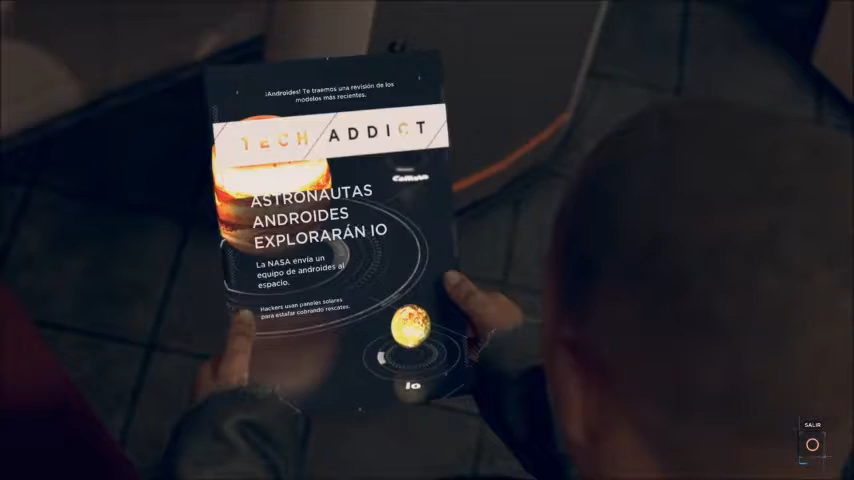 ¡Androides! Te traemos una revisión de los
modelos más recientes.
TECH ADDICT
Callisto
ASTRONAUTAS
ANDROIDES
EXPLORARÁN IO
La NASA envía un
equipo de androides al
espacio.
Hackers usan paneles solares
para estafar cobrando rescates.
Io
SALIR